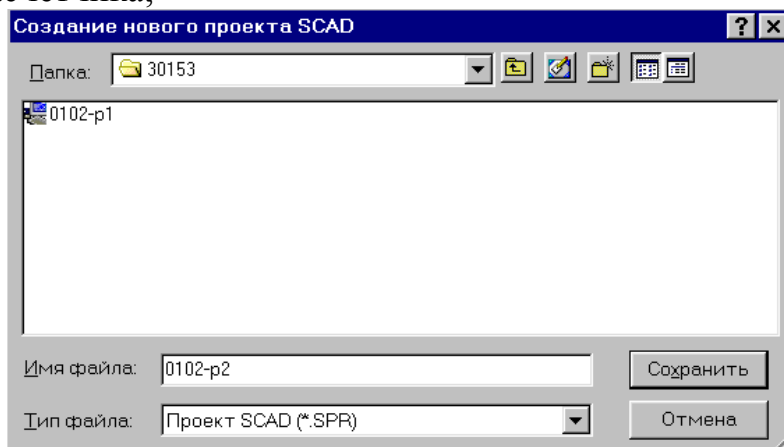 Создание нового проекта SCAD
Папка: 30153
0102-p1
Имя файла: 0102-p2 Сохранить
Тип файла: Проект SCAD (*.SPR) Отмена